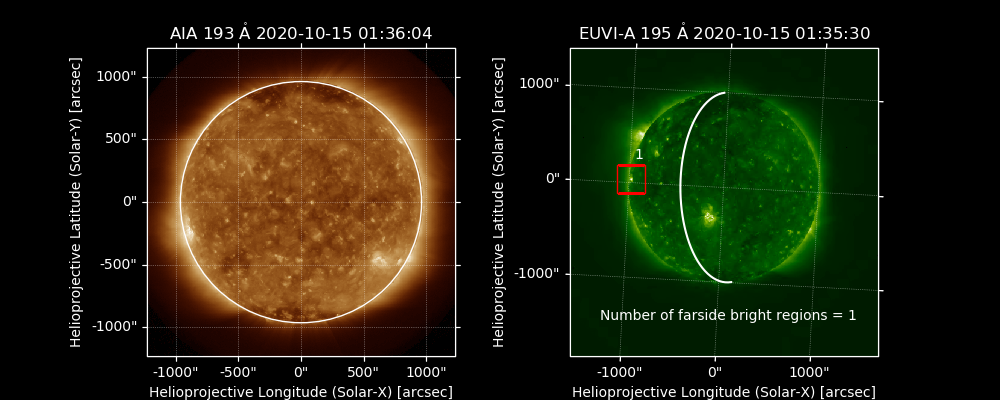 AIA 193 Å 2020-10-15 01:36:04
Helioprojective Latitude (Solar-Y) [arcsec]
1000"
500"
0"
-500"
-1000"
-1000"  -500"  0"  500"  1000"
Helioprojective Longitude (Solar-X) [arcsec]
EUVI-A 195 Å 2020-10-15 01:35:30
Helioprojective Latitude (Solar-Y) [arcsec]
1000"
0"
-1000"
1
Number of farside bright regions = 1
-1000"  0"  1000"
Helioprojective Longitude (Solar-X) [arcsec]